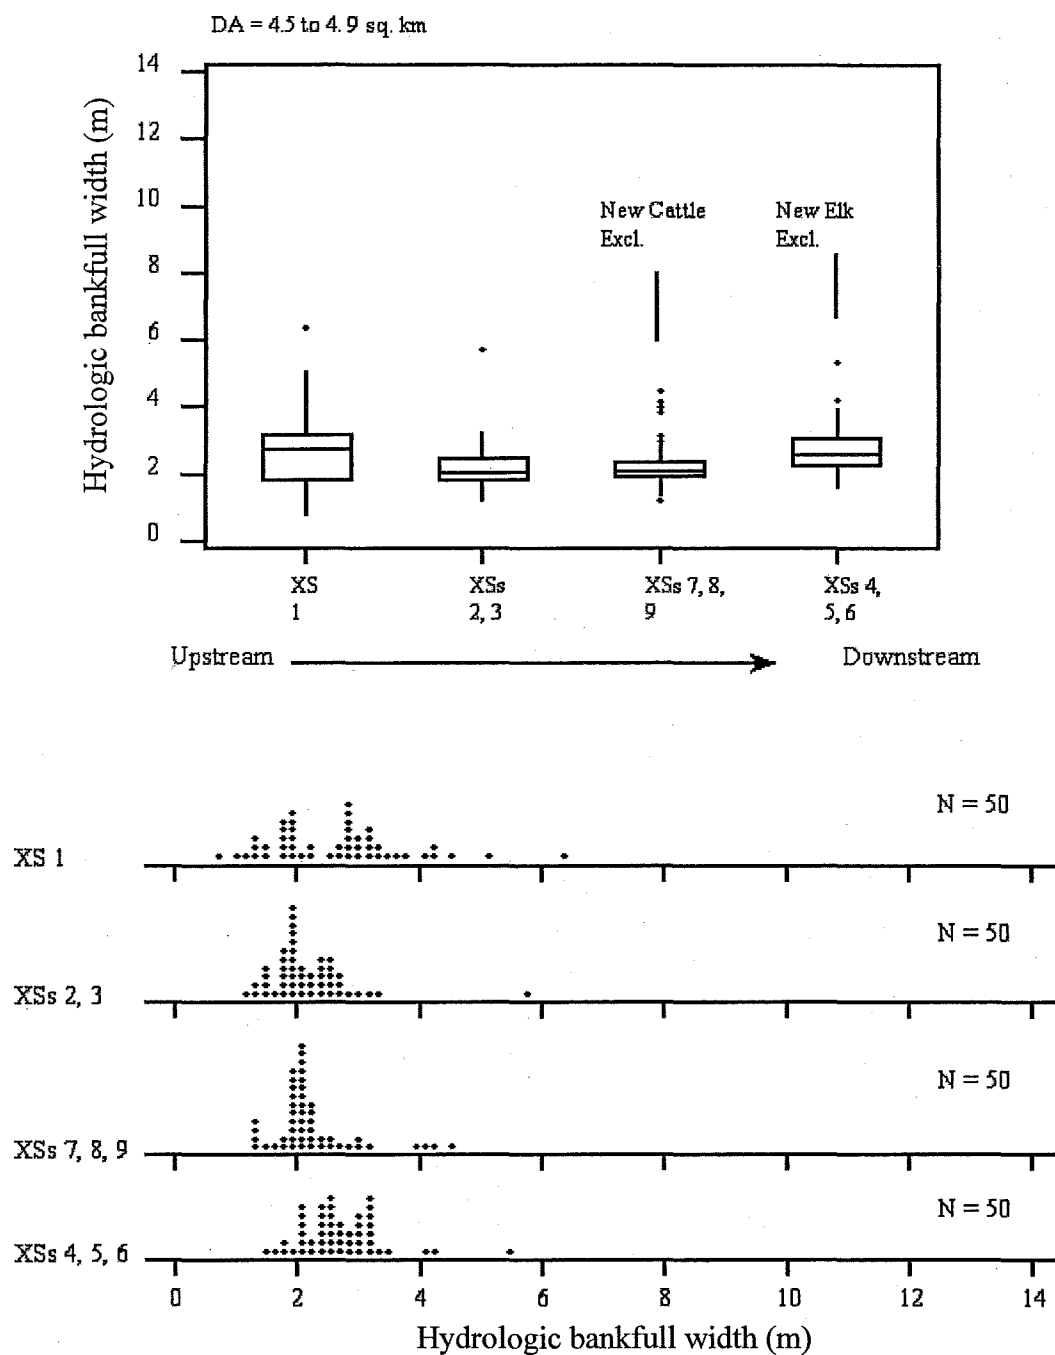 DA = 4.5 to 4.9 sq. km
Hydrologic bankfull width (m)
14
12
10
8
6
4
2
0
New Cattle
Excl.
New Elk
Excl.
XS
1
XSs
2, 3
XSs 7, 8,
9
XSs 4,
5, 6
Upstream
Downstream
N = 50
XS 1
N = 50
XSs 2, 3
N = 50
XSs 7, 8, 9
N = 50
XSs 4, 5, 6
0 2 4 6 8 10 12 14
Hydrologic bankfull width (m)